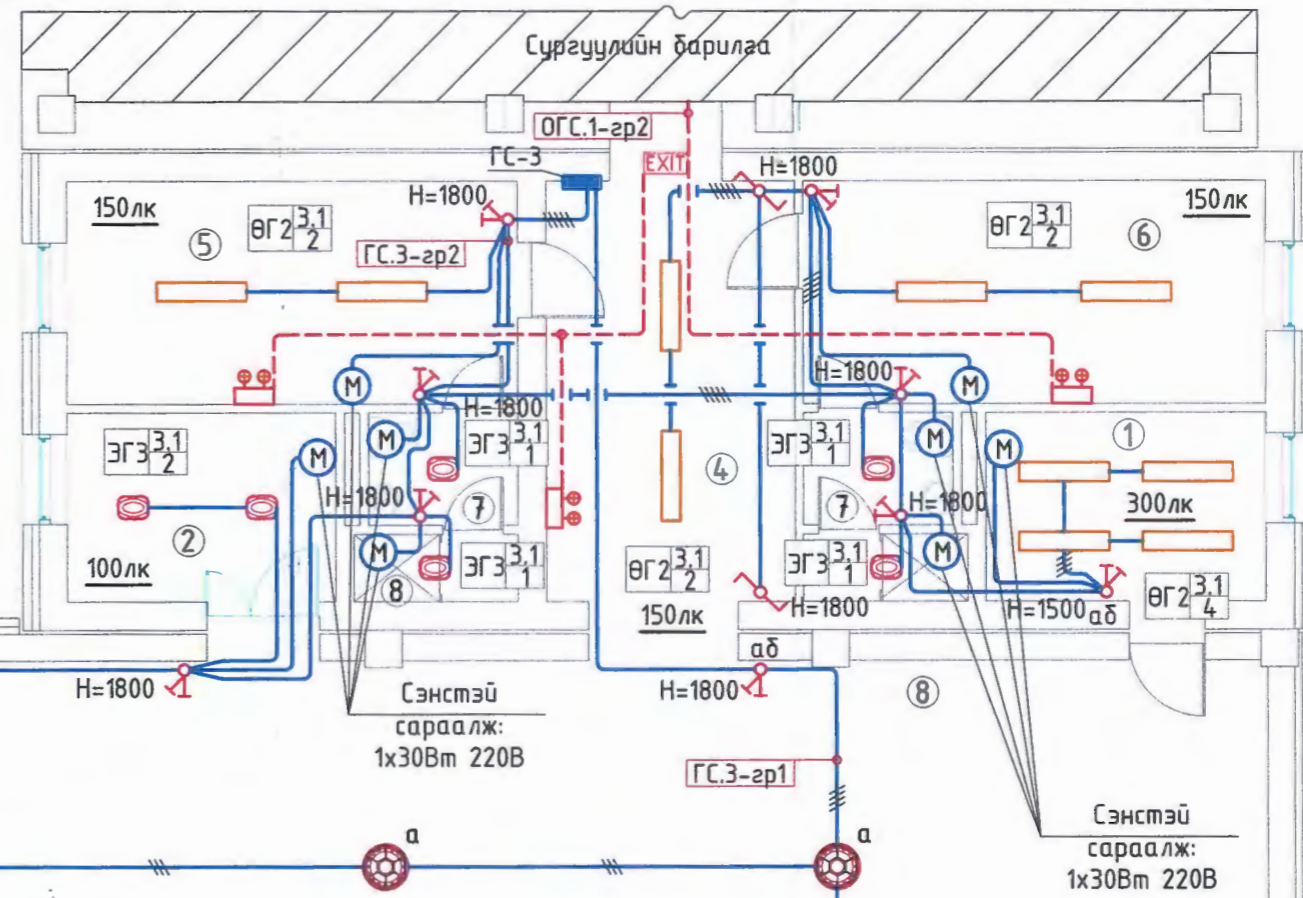 Сургуулийн барилга
ОГС.1-гр2
ГС-3
EXIT
H=1800
H=1800
150лк
ӨГ2 3,1 2
5
ГС.3-гр2
ӨГ2 3,1 2
6
150лк
M
H=1800
H=1800
M
ЭГЗ 3,1 2
M
M
ЭГЗ 3,1 1
4
ЭГЗ 3,1 1
M
M
1
H=1800
7
7
H=1800
300лк
2
M
ЭГЗ 3,1 1
ӨГ2 3,1 2
ЭГЗ 3,1 1
M
100лк
8
150лк
H=1800
H=1500 аб
ӨГ2 3,1 4
аб
H=1800
H=1800
8
Сэнстэй
сараалж:
1х30Вт 220В
ГС.3-гр1
а
а
Сэнстэй
сараалж:
1х30Вт 220В